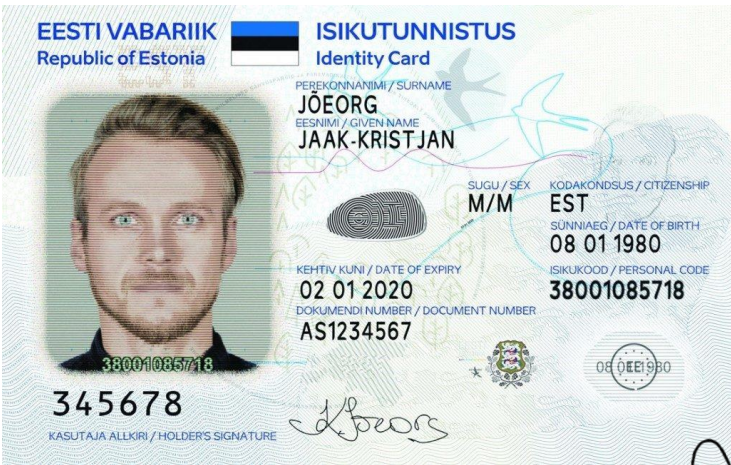 EESTI VABARIIK
Republic of Estonia
ISIKUTUNNISTUS
Identity Card
PEREKONNANIMI / SURNAME
JÕEORG
EESNIMI / GIVEN NAME
JAAK-KRISTJAN
SUGU / SEX
M/M
KODAKONDSUS / CITIZENSHIP
EST
SÜNNIAEG / DATE OF BIRTH
08 01 1980
KEHTIV KUNI / DATE OF EXPIRY
02 01 2020
ISIKUKOOD / PERSONAL CODE
38001085718
DOKUMENDI NUMBER / DOCUMENT NUMBER
AS1234567
38001085718
345678
KASUTAJA ALLKIRI / HOLDER'S SIGNATURE